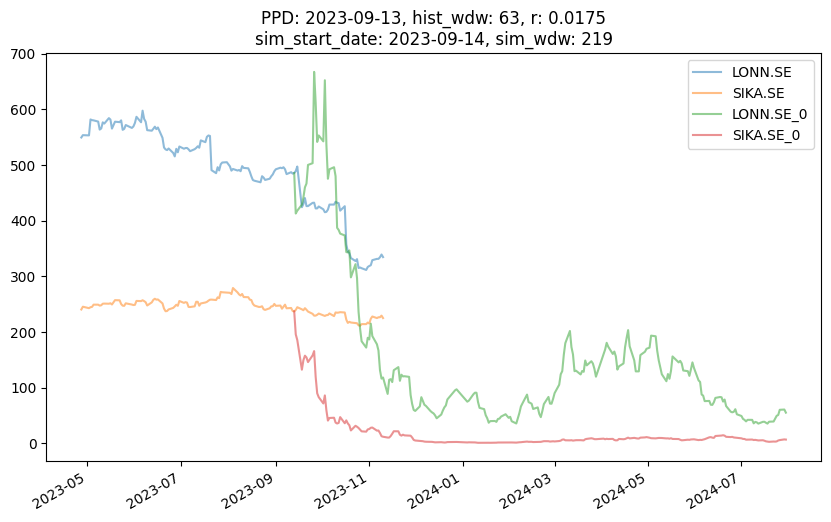 PPD: 2023-09-13, hist_wdw: 63, r: 0.0175
sim_start_date: 2023-09-14, sim_wdw: 219
700
600
500
400
300
200
100
0
LONN.SE
SIKA.SE
LONN.SE_0
SIKA.SE_0
2023-05
2023-07
2023-09
2023-11
2024-01
2024-03
2024-05
2024-07